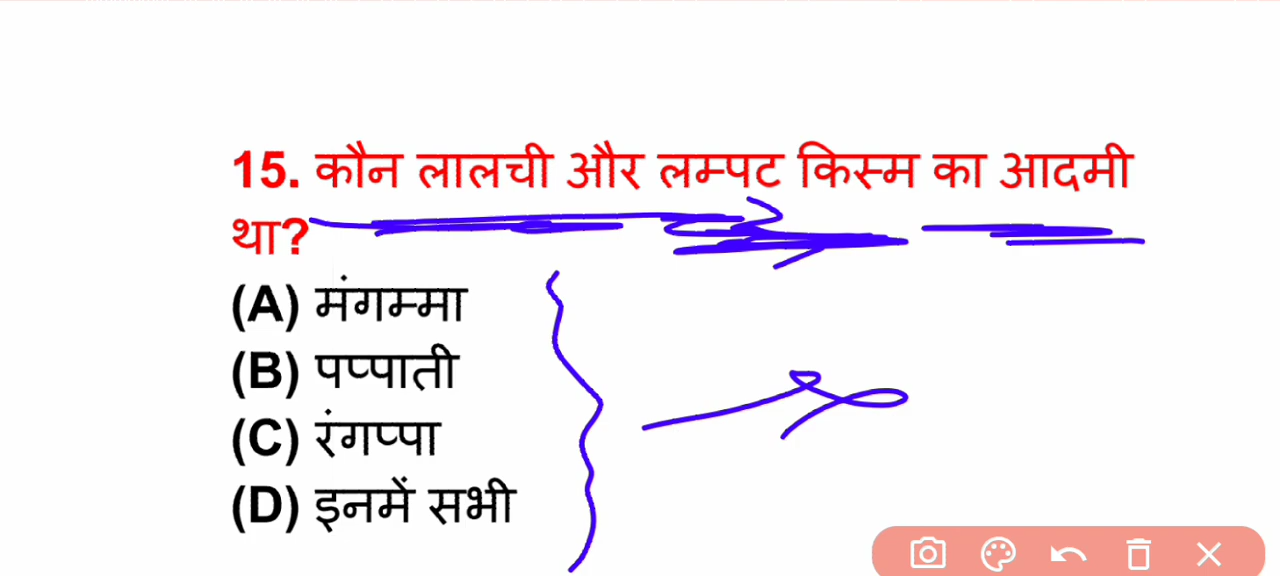 15. कौन लालची और लम्पट किस्म का आदमी
था?
(A) मंगम्मा
(B) पप्पाती
(C) रंगप्पा
(D) इनमें सभी